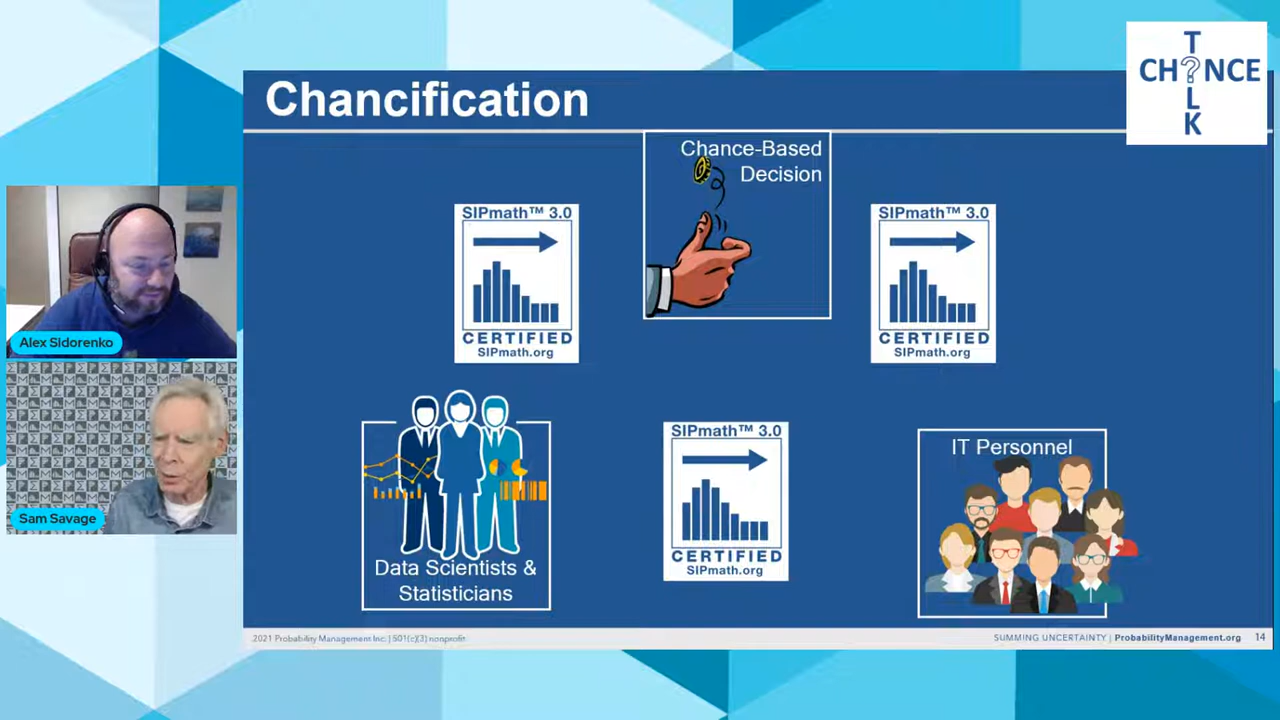 Chancification
T
CH?NCE
L
K
Chance-Based
Decision
SIPmath™ 3.0
CERTIFIED
SIPmath.org
SIPmath™ 3.0
CERTIFIED
SIPmath.org
Alex Sidorenko
Sam Savage
Data Scientists &
Statisticians
SIPmath™ 3.0
CERTIFIED
SIPmath.org
IT Personnel
2021 Probability Management Inc. | 501(c)(3) nonprofit
SUMMING UNCERTAINTY | ProbabilityManagement.org 14